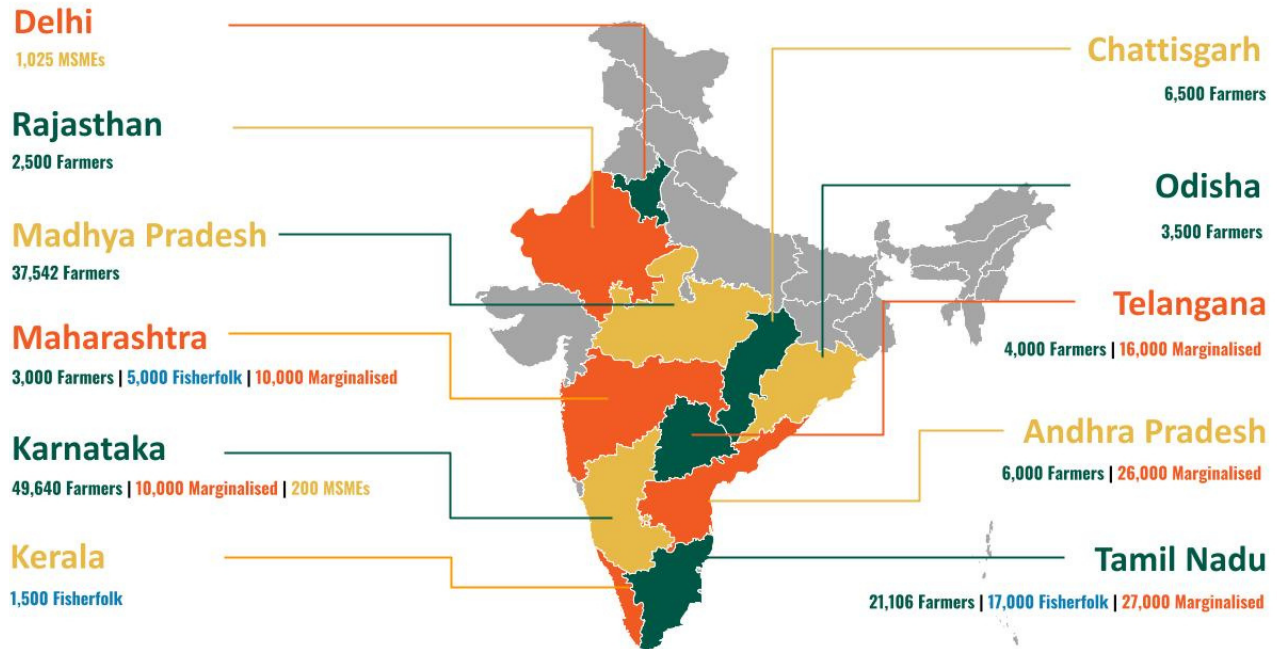 Delhi
1,025 MSMEs
Rajasthan
2,500 Farmers
Madhya Pradesh
37,542 Farmers
Maharashtra
3,000 Farmers | 5,000 Fisherfolk | 10,000 Marginalised
Karnataka
49,640 Farmers | 10,000 Marginalised | 200 MSMEs
Kerala
1,500 Fisherfolk
Chattisgarh
6,500 Farmers
Odisha
3,500 Farmers
Telangana
4,000 Farmers | 16,000 Marginalised
Andhra Pradesh
6,000 Farmers | 26,000 Marginalised
Tamil Nadu
21,106 Farmers | 17,000 Fisherfolk | 27,000 Marginalised